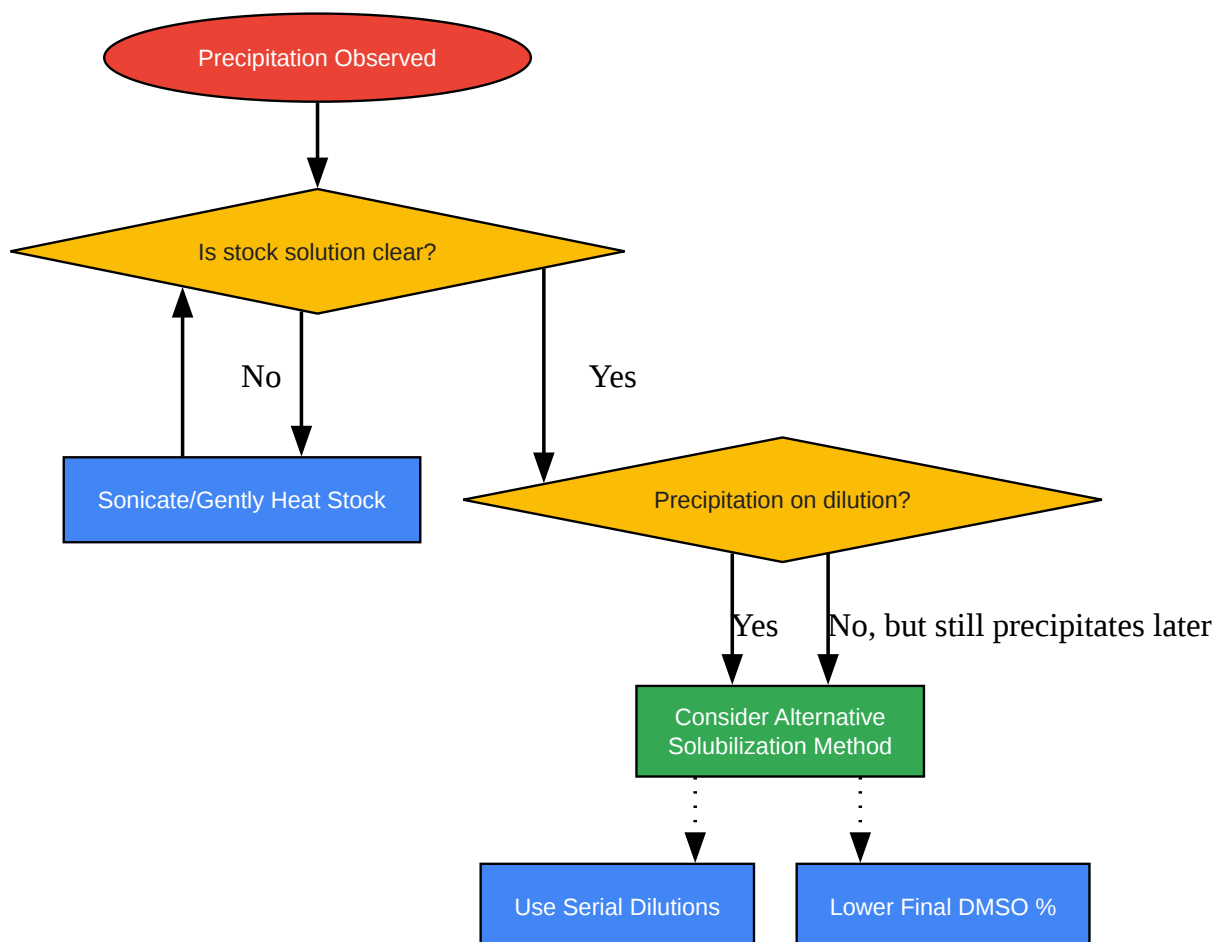 Precipitation Observed
Is stock solution clear?
No
Yes
Sonicate/Gently Heat Stock
Precipitation on dilution?
Yes
No, but still precipitates later
Consider Alternative
Solubilization Method
Use Serial Dilutions
Lower Final DMSO %